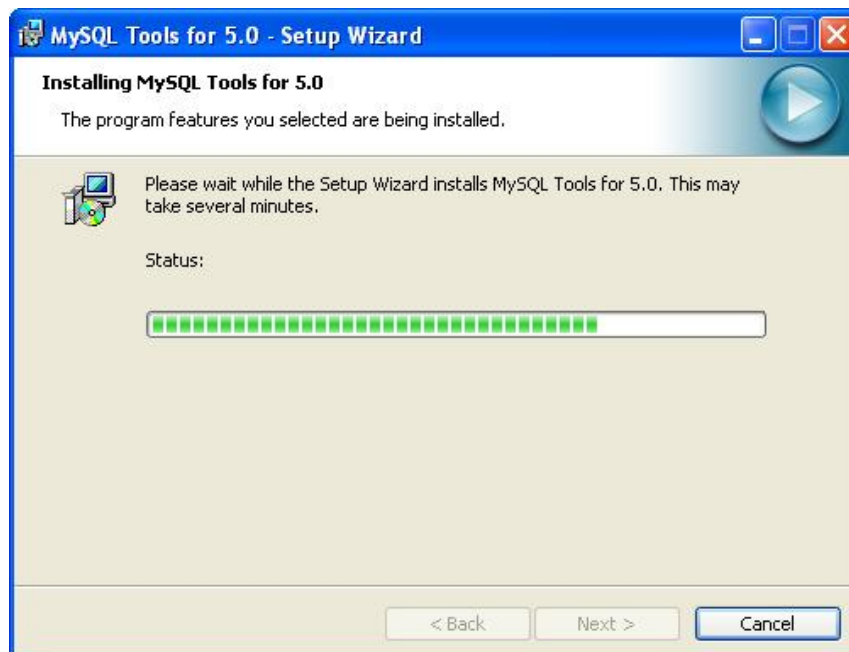 MySQL Tools for 5.0 - Setup Wizard
Installing MySQL Tools for 5.0
The program features you selected are being installed.
Please wait while the Setup Wizard installs MySQL Tools for 5.0. This may
take several minutes.
Status:
< Back
Next >
Cancel